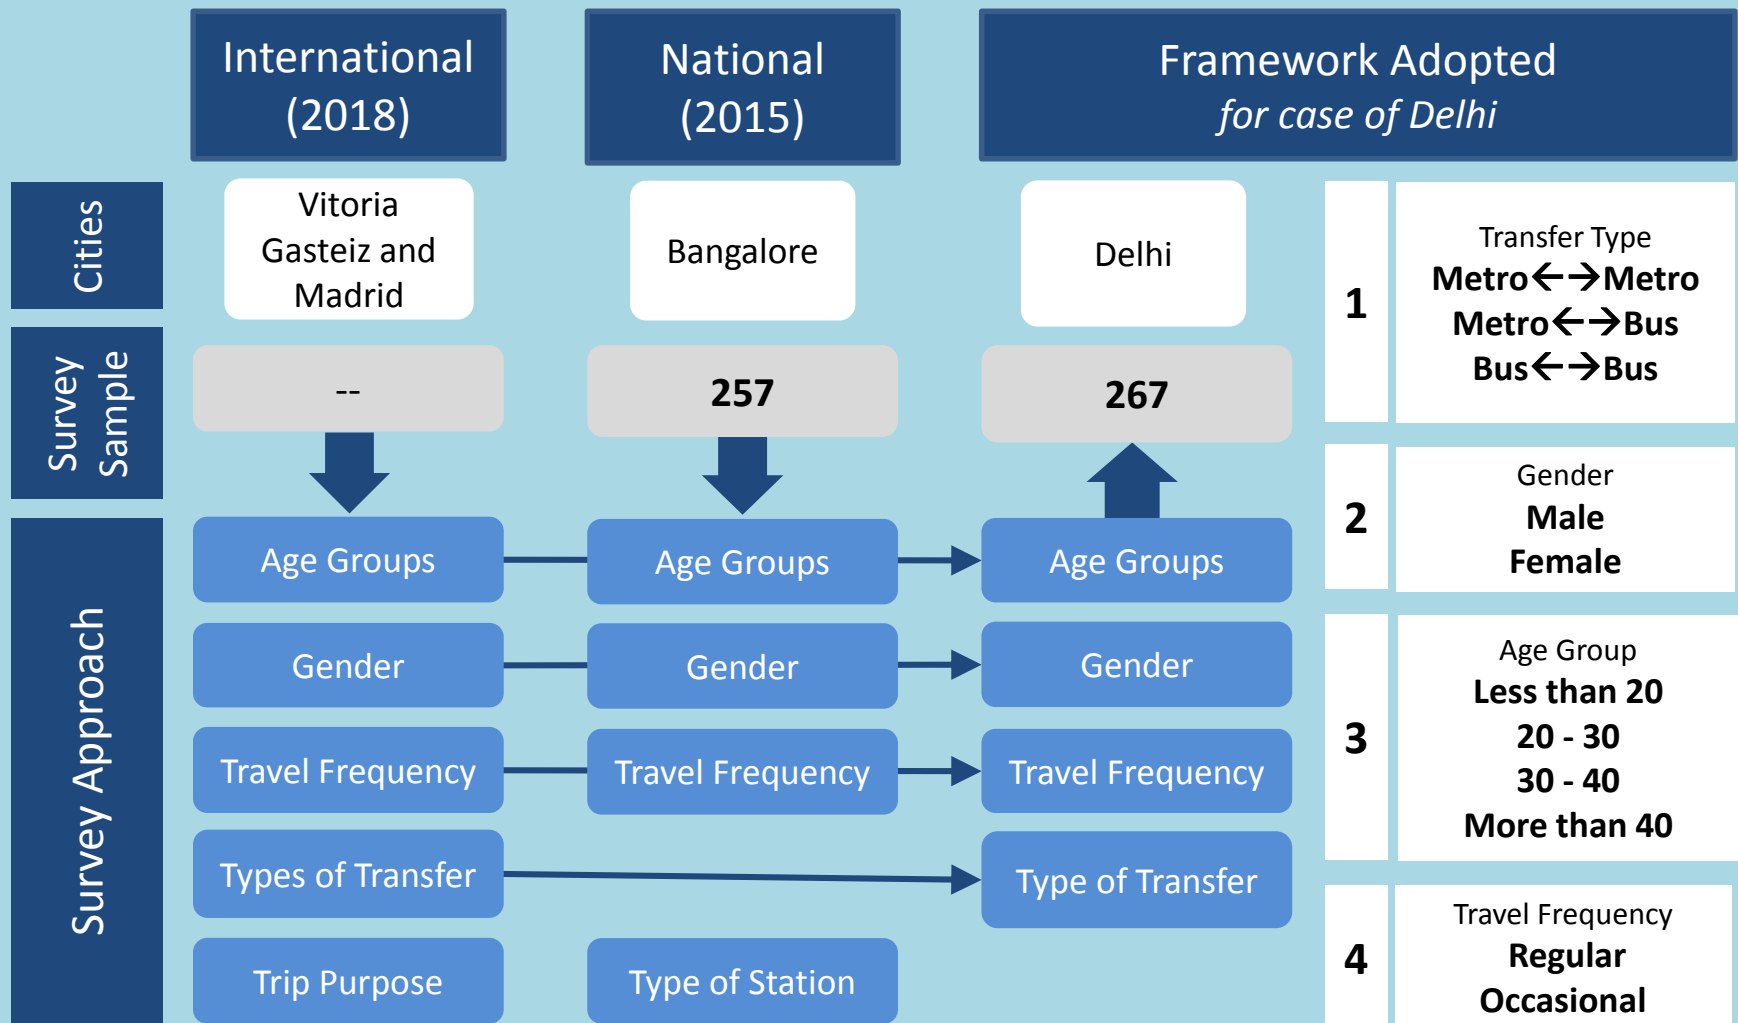 International
(2018)
National
(2015)
Framework Adopted
for case of Delhi
Cities
Vitoria
Gasteiz and
Madrid
Bangalore
Delhi
Survey
Sample
--
257
267
Survey Approach
Age Groups
Age Groups
Age Groups
Gender
Gender
Gender
Travel Frequency
Travel Frequency
Travel Frequency
Types of Transfer
Type of Transfer
Trip Purpose
Type of Station
1
Transfer Type
Metro←→Metro
Metro←→Bus
Bus←→Bus
2
Gender
Male
Female
3
Age Group
Less than 20
20 - 30
30 - 40
More than 40
4
Travel Frequency
Regular
Occasional